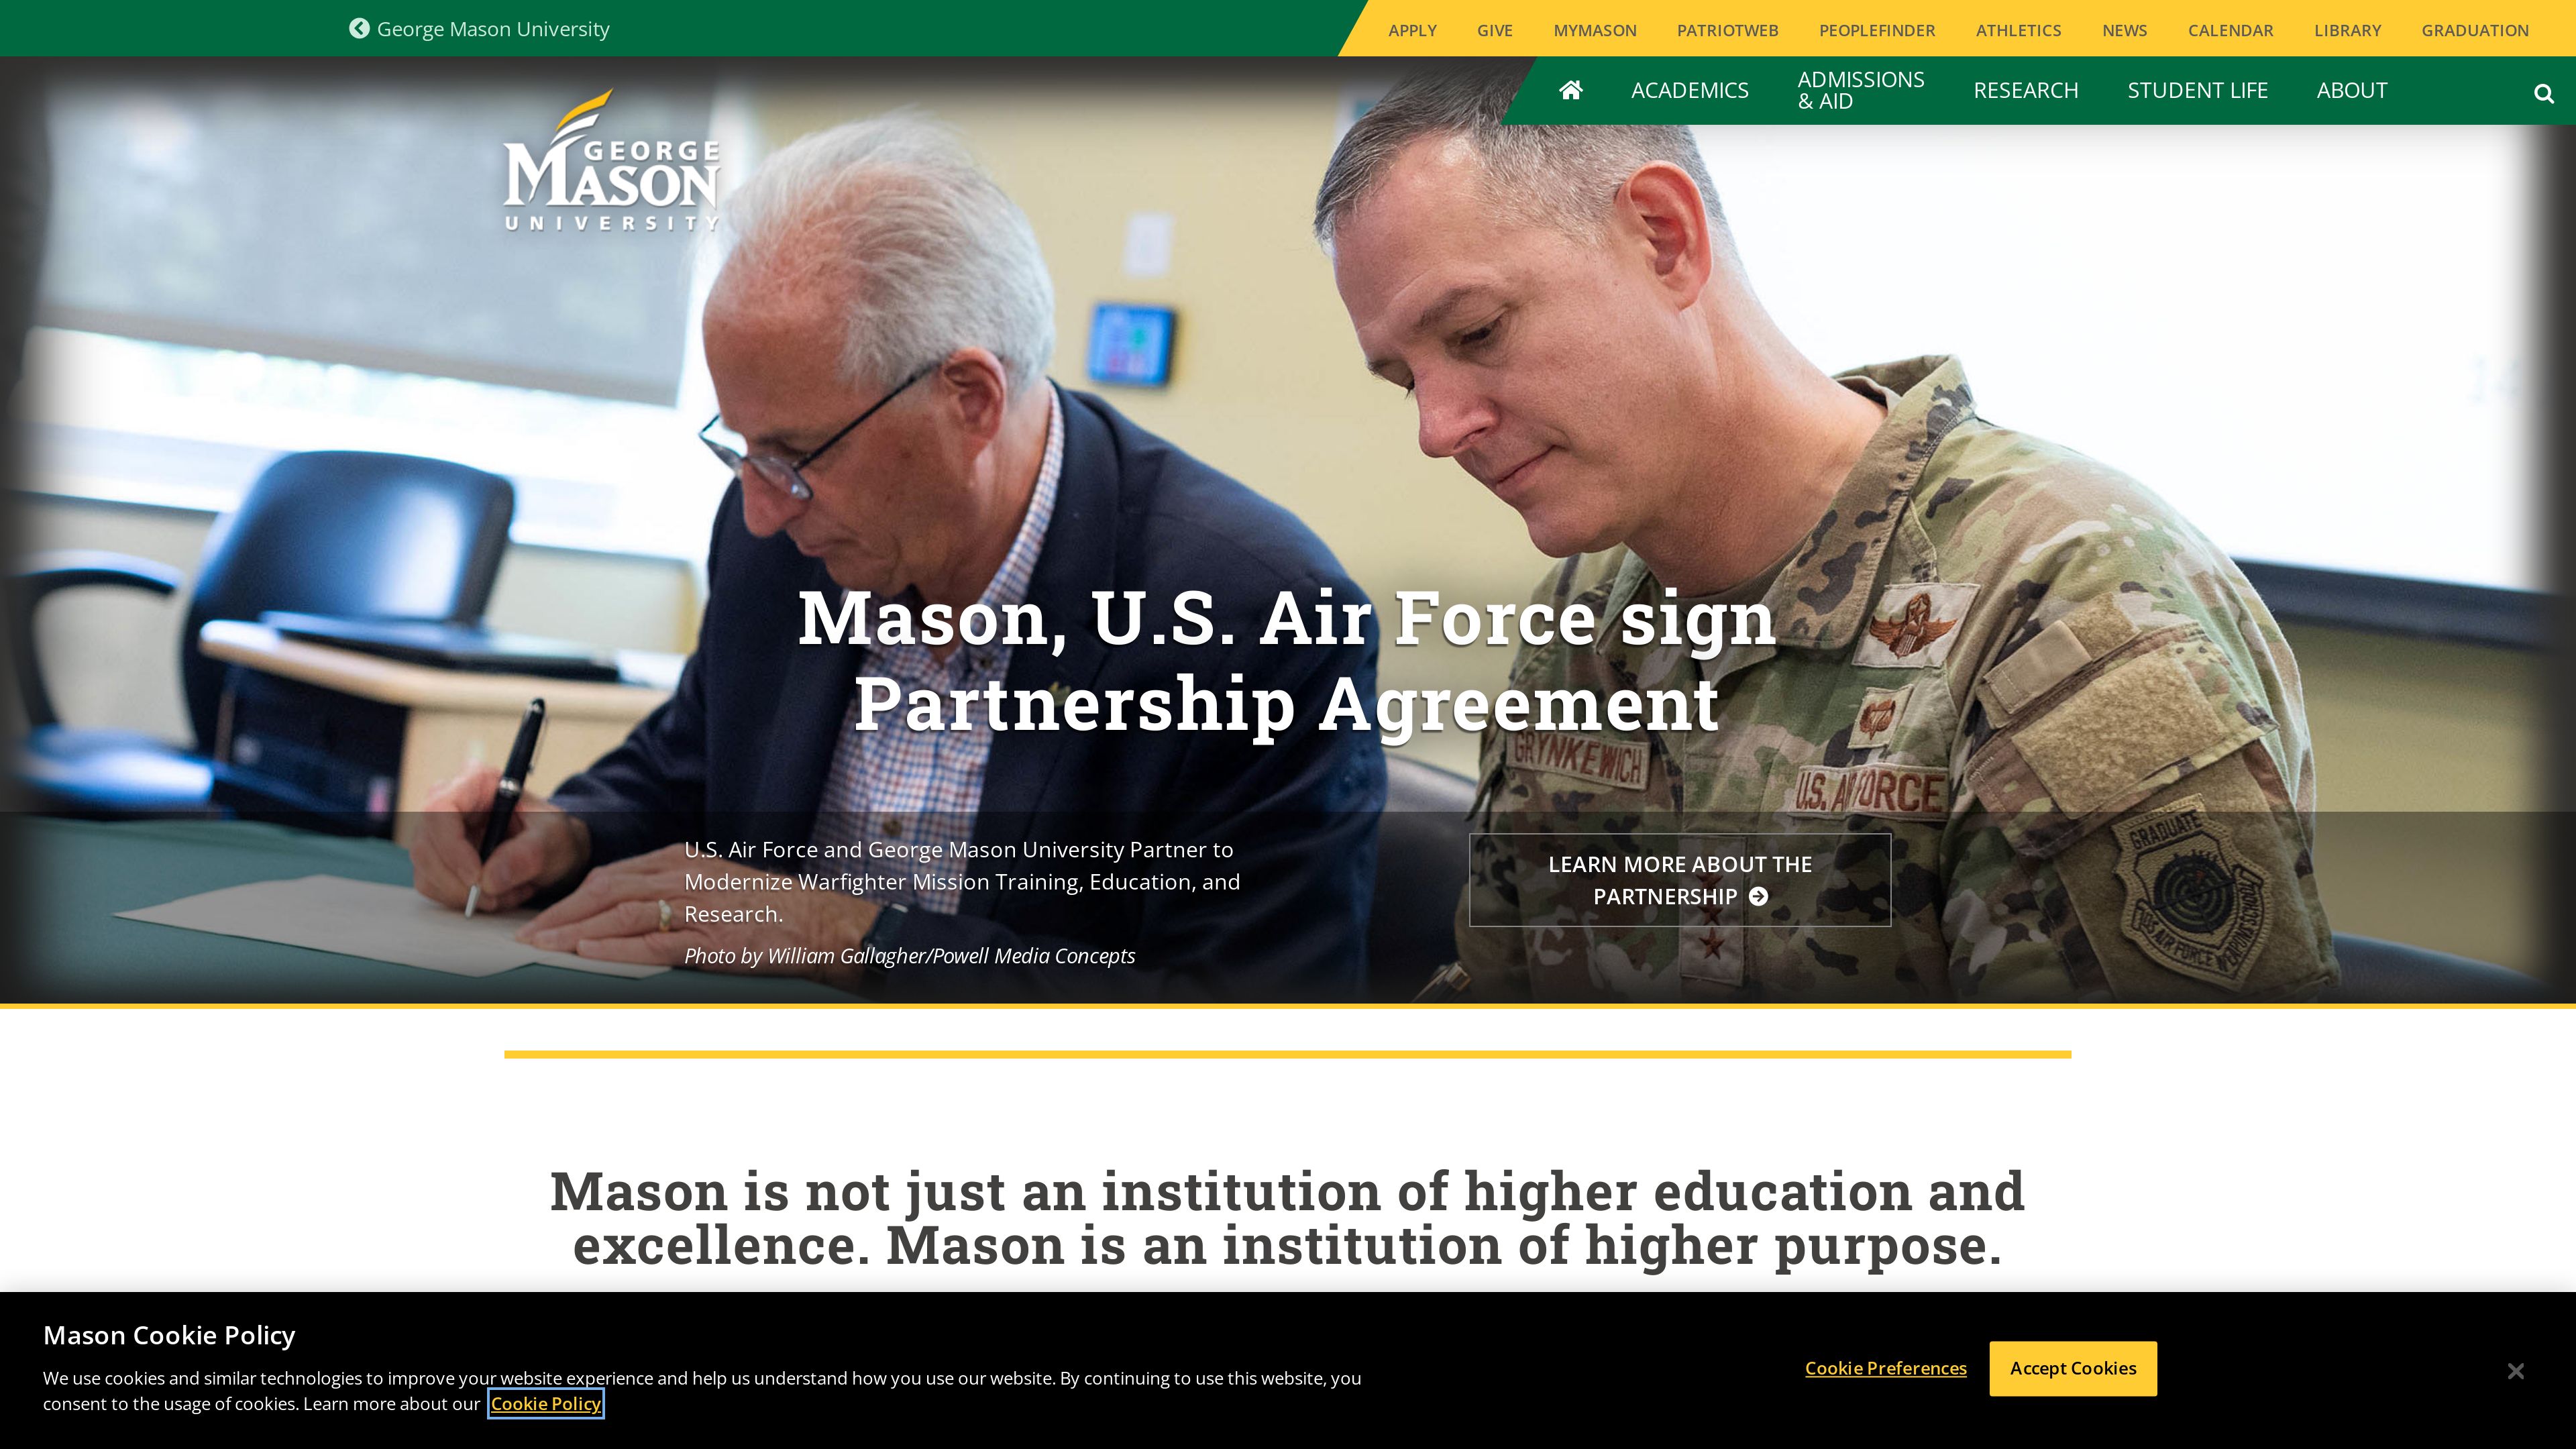 George Mason University
APPLY GIVE MYMASON PATRIOTWEB PEOPLEFINDER ATHLETICS NEWS CALENDAR LIBRARY GRADUATION
ACADEMICS ADMISSIONS & AID RESEARCH STUDENT LIFE ABOUT
GEORGE
MASON
UNIVERSITY
Mason, U.S. Air Force sign
Partnership Agreement
GRYNKEWICH
U.S. AIR FORCE
GRADUATE
U.S. Air Force and George Mason University Partner to
Modernize Warfighter Mission Training, Education, and
Research.
Photo by William Gallagher/Powell Media Concepts
LEARN MORE ABOUT THE
PARTNERSHIP
Mason is not just an institution of higher education and
excellence. Mason is an institution of higher purpose.
Mason Cookie Policy
We use cookies and similar technologies to improve your website experience and help us understand how you use our website. By continuing to use this website, you
consent to the usage of cookies. Learn more about our Cookie Policy
Cookie Preferences
Accept Cookies